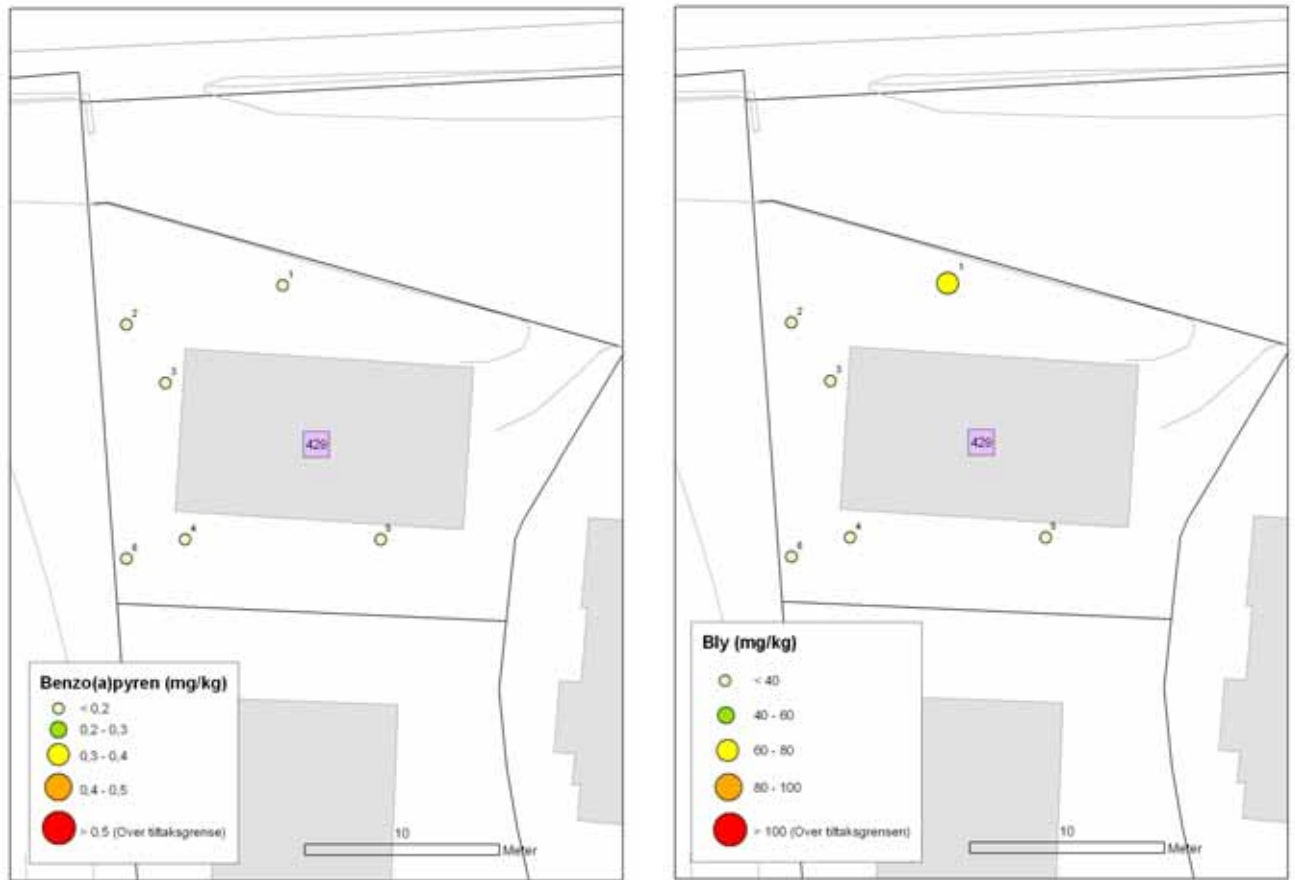 1
2
3
429
4
5
6
Benzo(a)pyren (mg/kg)
< 0,2
0,2 - 0,3
0,3 - 0,4
0,4 - 0,5
> 0,5 (Over tiltaksgrense)
10
Meter
1
2
3
429
4
5
6
Bly (mg/kg)
< 40
40 - 60
60 - 80
80 - 100
> 100 (Over tiltaksgrensen)
10
Meter